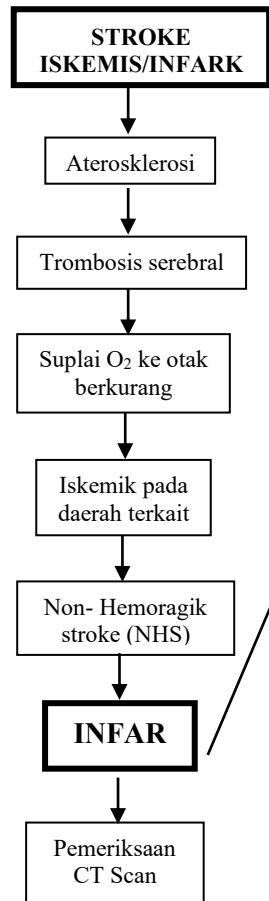 STROKE
ISKEMIS/INFARK
Aterosklerosi
Trombosis serebral
Suplai O₂ ke otak
berkurang
Iskemik pada
daerah terkait
Non- Hemoragik
stroke (NHS)
INFAR
Pemeriksaan
CT Scan